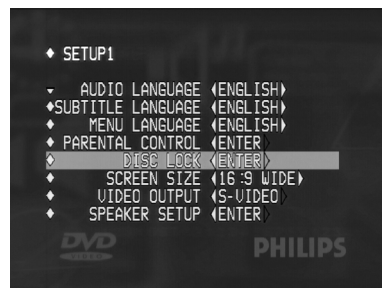 SETUP1
AUDIO LANGUAGE ENGLISH
SUBTITLE LANGUAGE ENGLISH
MENU LANGUAGE ENGLISH
PARENTAL CONTROL ENTER
DISC LOCK ENTER
SCREEN SIZE 16:9 WIDE
VIDEO OUTPUT S-VIDEO
SPEAKER SETUP ENTER
DVD PHILIPS
VIDEO